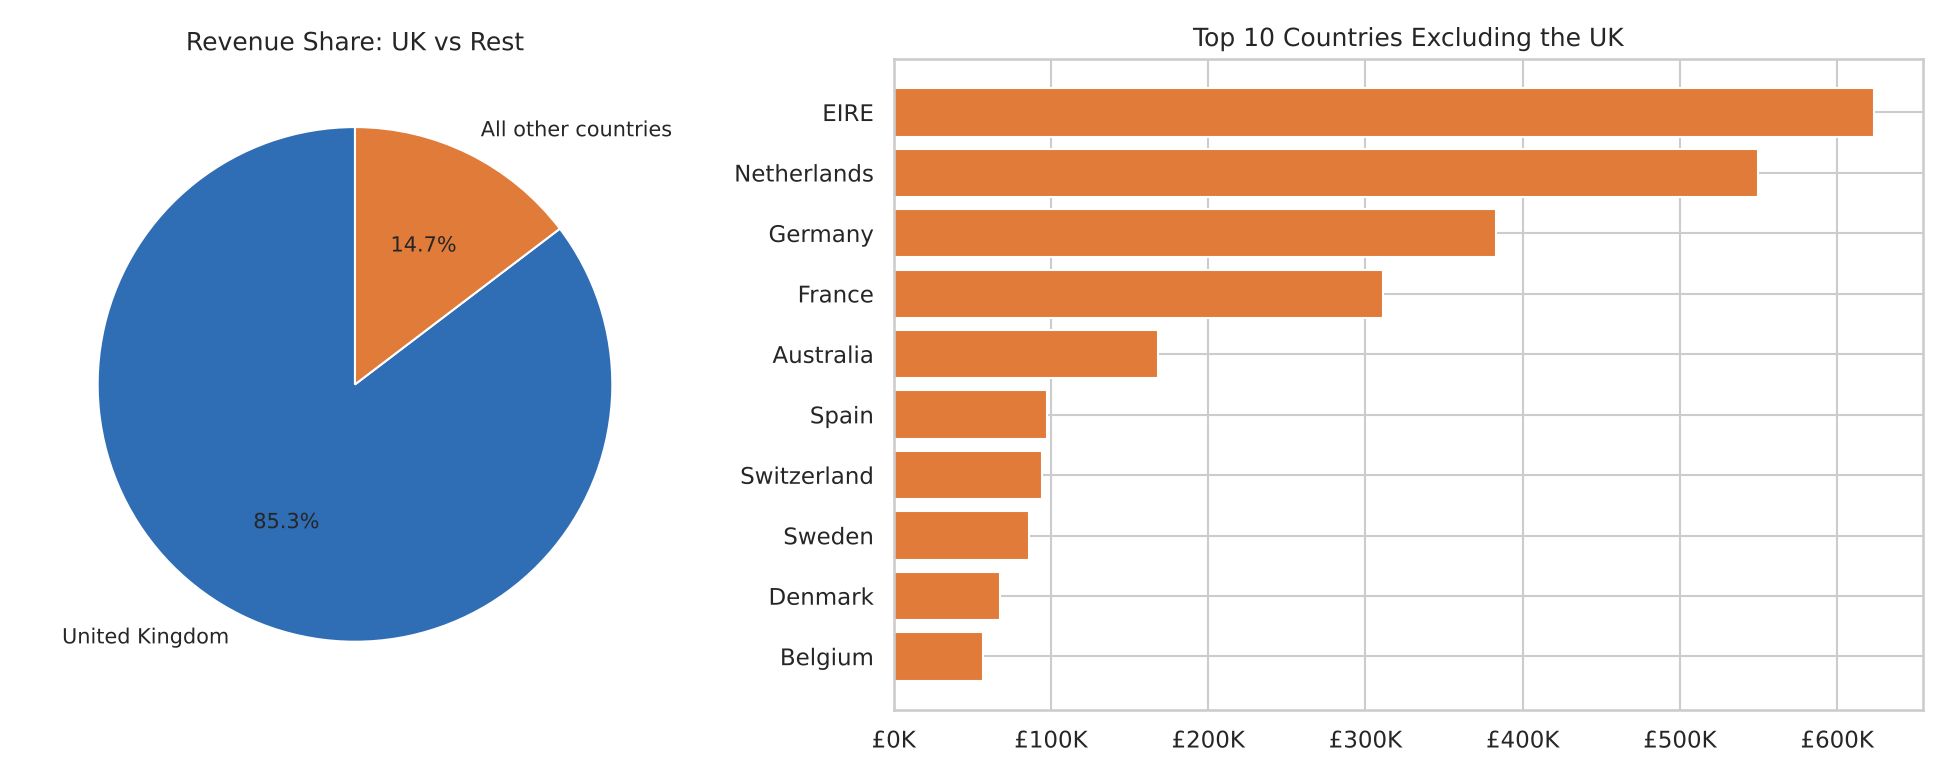 Revenue Share: UK vs Rest
All other countries
14.7%
85.3%
United Kingdom
Top 10 Countries Excluding the UK
EIRE
Netherlands
Germany
France
Australia
Spain
Switzerland
Sweden
Denmark
Belgium
£0K £100K £200K £300K £400K £500K £600K